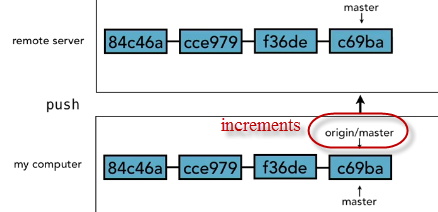 master
remote server
84c46a cce979 f36de c69ba
push
increments
origin/master
my computer
84c46a cce979 f36de c69ba
master